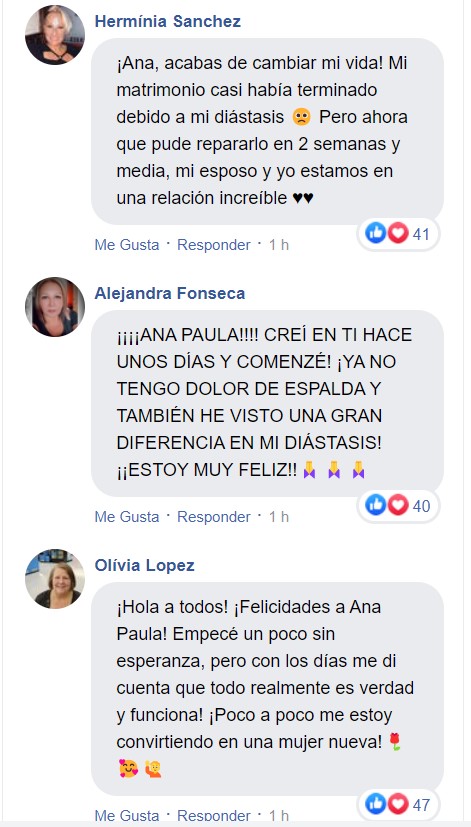 Hermínia Sanchez
¡Ana, acabas de cambiar mi vida! Mi
matrimonio casi había terminado
debido a mi diástasis 🙁 Pero ahora
que pude repararlo en 2 semanas y
media, mi esposo y yo estamos en
una relación increíble ♥♥
41
Me Gusta · Responder · 1 h
Alejandra Fonseca
¡¡¡¡ANA PAULA!!!! CREÍ EN TI HACE
UNOS DÍAS Y COMENZÉ! ¡YA NO
TENGO DOLOR DE ESPALDA Y
TAMBIÉN HE VISTO UNA GRAN
DIFERENCIA EN MI DIÁSTASIS!
¡¡ESTOY MUY FELIZ!! 🙏 🙏 🙏
40
Me Gusta · Responder · 1 h
Olívia Lopez
¡Hola a todos! ¡Felicidades a Ana
Paula! Empecé un poco sin
esperanza, pero con los días me di
cuenta que todo realmente es verdad
y funciona! ¡Poco a poco me estoy
convirtiendo en una mujer nueva! 🌹
🥰 🙋
47
Me Gusta · Responder · 1 h